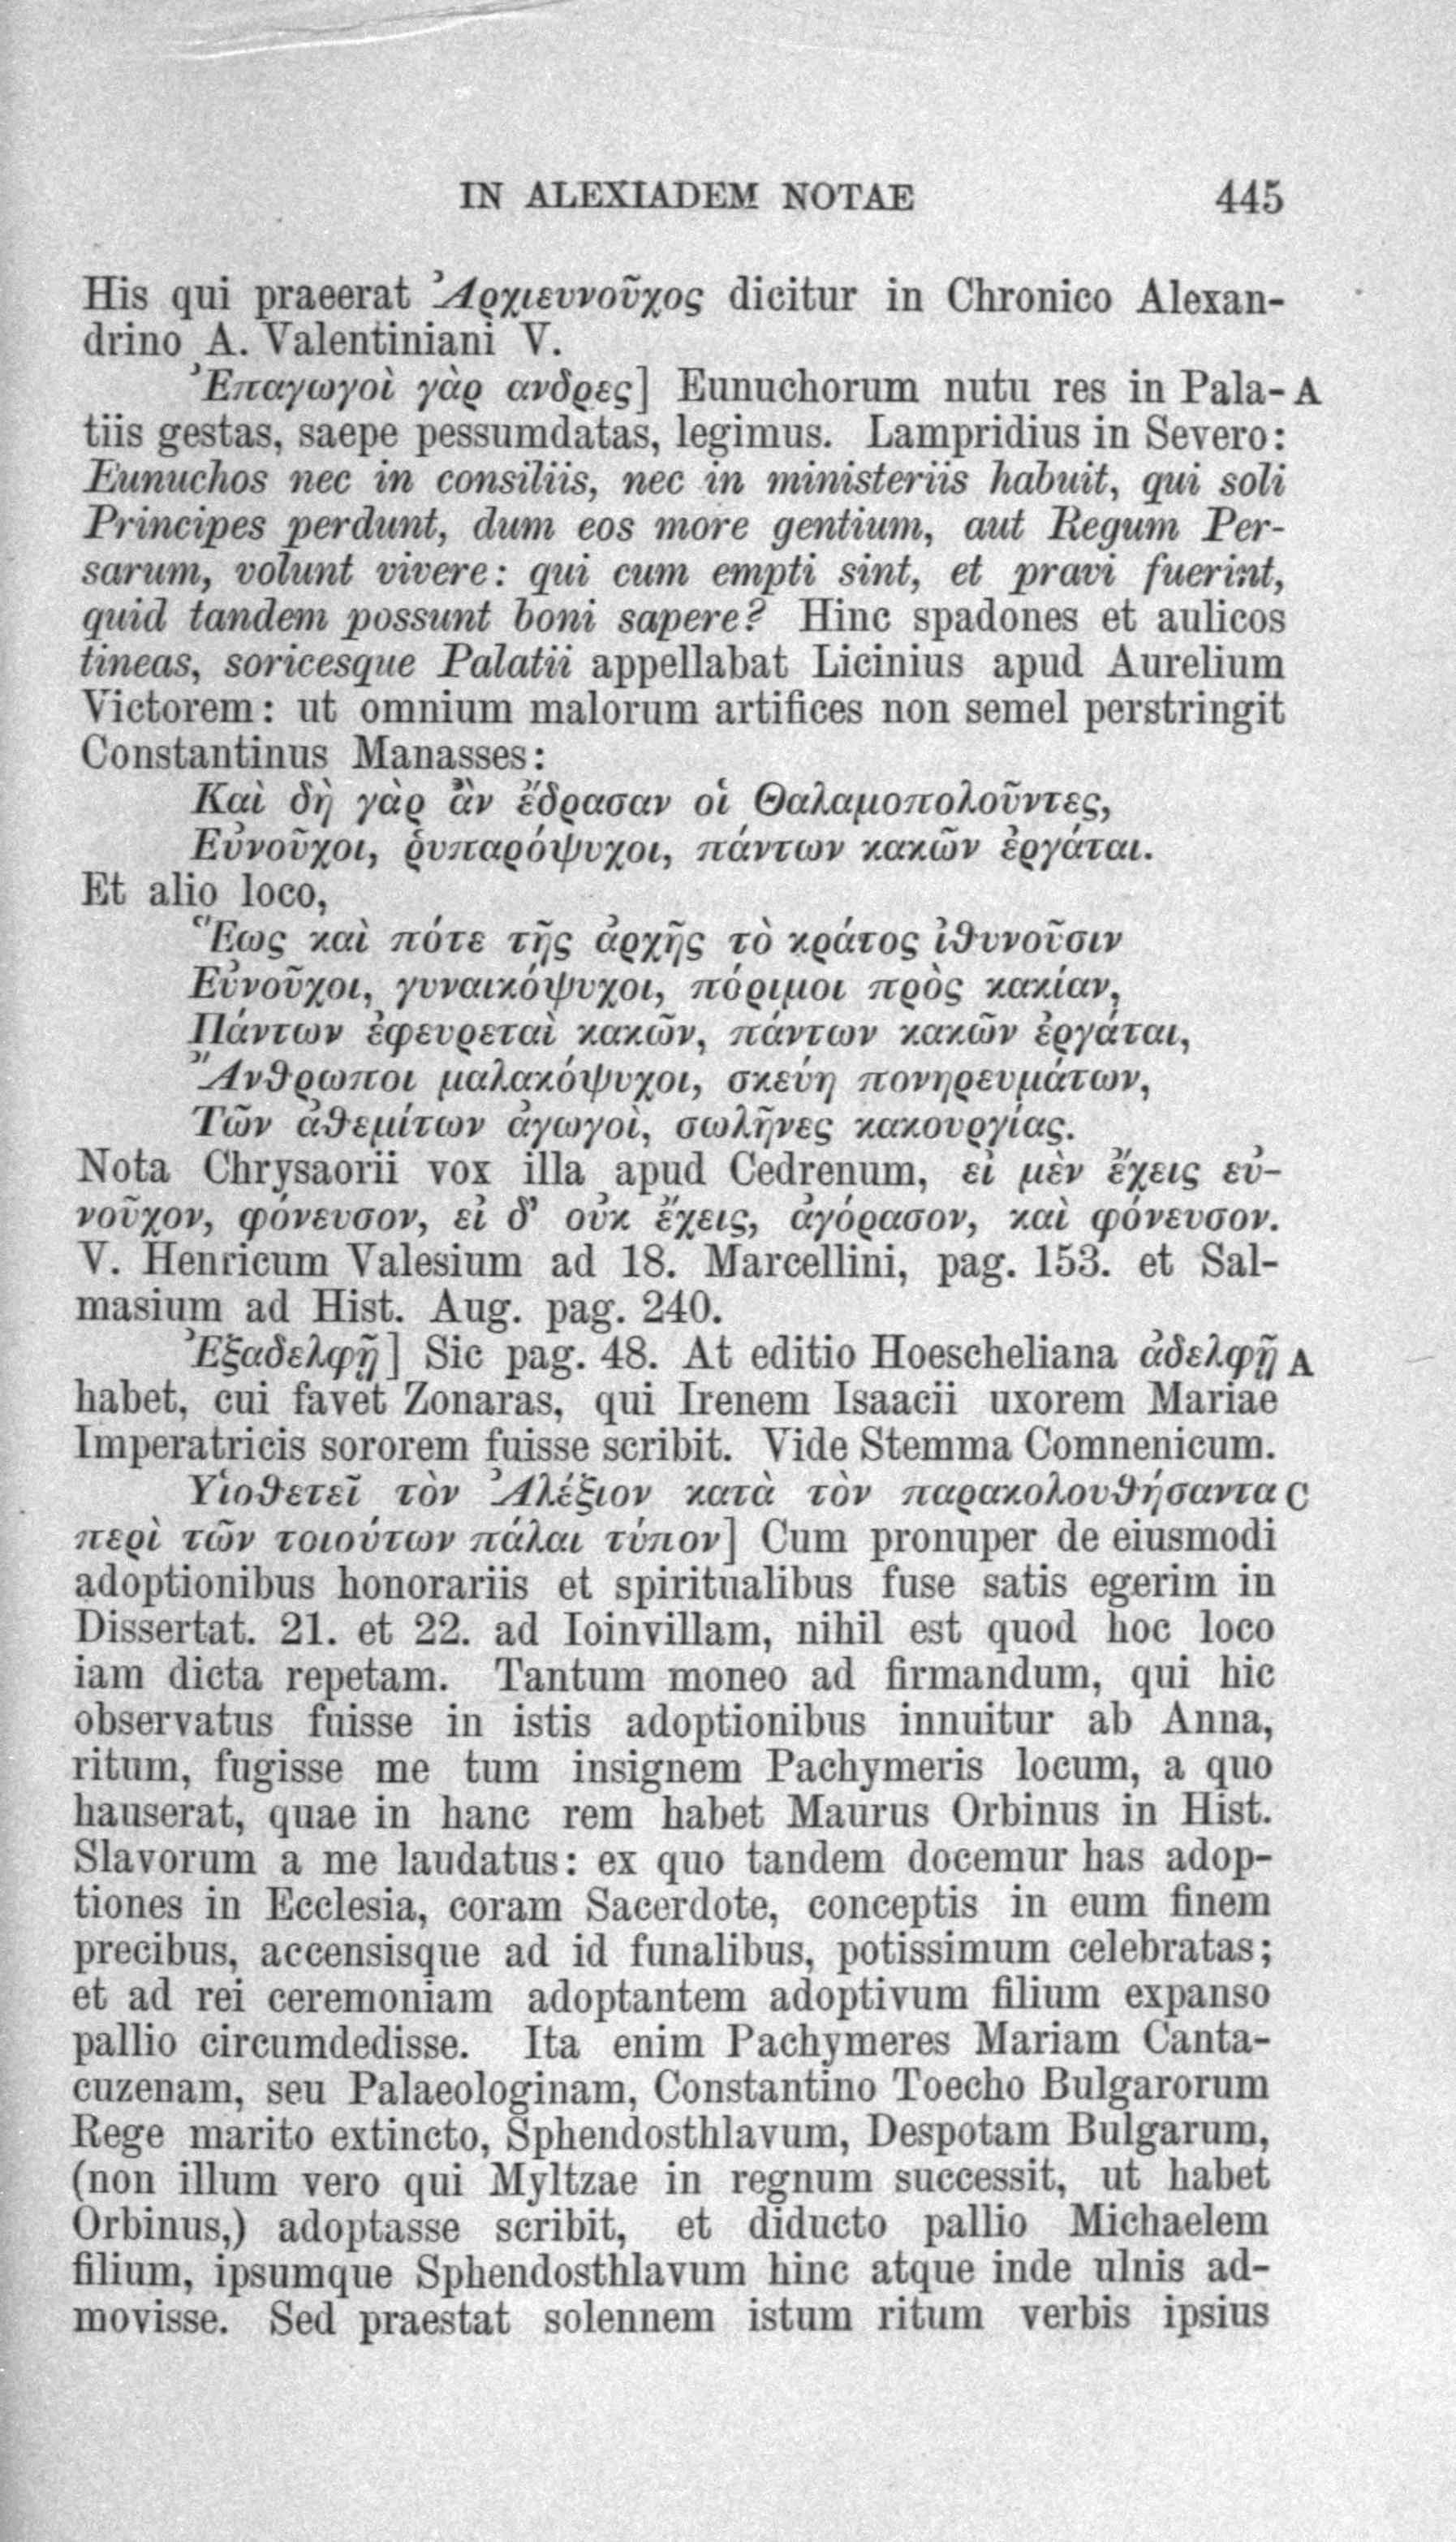 IN ALEXIADEM NOTAE 445
His qui praeerat Ἀρχιευνοῦχος dicitur in Chronico Alexan-
drino A. Valentiniani V.
Ἐπαγωγοὶ γὰρ ανδρες] Eunuchorum nutu res in Pala- A
tiis gestas, saepe pessumdatas, legimus. Lampridius in Severo:
Eunuchos nec in consiliis, nec in ministeriis habuit, qui soli
Principes perdunt, dum eos more gentium, aut Regum Per-
sarum, volunt vivere: qui cum empti sint, et pravi fuerint,
quid tandem possunt boni sapere? Hinc spadones et aulicos
tineas, soricesque Palatii appellabat Licinius apud Aurelium
Victorem: ut omnium malorum artifices non semel perstringit
Constantinus Manasses:
Καὶ δὴ γὰρ ἂν ἔδρασαν οἱ Θαλαμοπολοῦντες,
Εὐνοῦχοι, ῥυπαρόψυχοι, πάντων κακῶν ἐργάται.
Et alio loco,
Ἕως καὶ πότε τῆς ἀρχῆς τὸ κράτος ἰθυνοῦσιν
Εὐνοῦχοι, γυναικόψυχοι, πόριμοι πρὸς κακίαν,
Πάντων ἐφευρεταὶ κακῶν, πάντων κακῶν ἐργάται,
Ἄνθρωποι μαλακόψυχοι, σκεύη πονηρευμάτων,
Τῶν ἀθεμίτων ἀγωγοὶ, σωλῆνες κακουργίας.
Nota Chrysaorii vox illa apud Cedrenum, εἰ μὲν ἔχεις εὐ-
νοῦχον, φόνευσον, εἰ δ’ οὐκ ἔχεις, ἀγόρασον, καὶ φόνευσον.
V. Henricum Valesium ad 18. Marcellini, pag. 153. et Sal-
masium ad Hist. Aug. pag. 240.
Ἐξαδελφῇ] Sic pag. 48. At editio Hoescheliana ἀδελφῇ A
habet, cui favet Zonaras, qui Irenem Isaacii uxorem Mariae
Imperatricis sororem fuisse scribit. Vide Stemma Comnenicum.
Υἱοθετεῖ τὸν Ἀλέξιον κατὰ τὸν παρακολουθήσαντα C
περὶ τῶν τοιούτων πάλαι τύπον] Cum pronuper de eiusmodi
adoptionibus honorariis et spiritualibus fuse satis egerim in
Dissertat. 21. et 22. ad Ioinvillam, nihil est quod hoc loco
iam dicta repetam. Tantum moneo ad firmandum, qui hic
observatus fuisse in istis adoptionibus innuitur ab Anna,
ritum, fugisse me tum insignem Pachymeris locum, a quo
hauserat, quae in hanc rem habet Maurus Orbinus in Hist.
Slavorum a me laudatus: ex quo tandem docemur has adop-
tiones in Ecclesia, coram Sacerdote, conceptis in eum finem
precibus, accensisque ad id funalibus, potissimum celebratas;
et ad rei ceremoniam adoptantem adoptivum filium expanso
pallio circumdedisse. Ita enim Pachymeres Mariam Canta-
cuzenam, seu Palaeologinam, Constantino Toecho Bulgarorum
Rege marito extincto, Sphendosthlavum, Despotam Bulgarum,
(non illum vero qui Myltzae in regnum successit, ut habet
Orbinus,) adoptasse scribit, et diducto pallio Michaelem
filium, ipsumque Sphendosthlavum hinc atque inde ulnis ad-
movisse. Sed praestat solennem istum ritum verbis ipsius